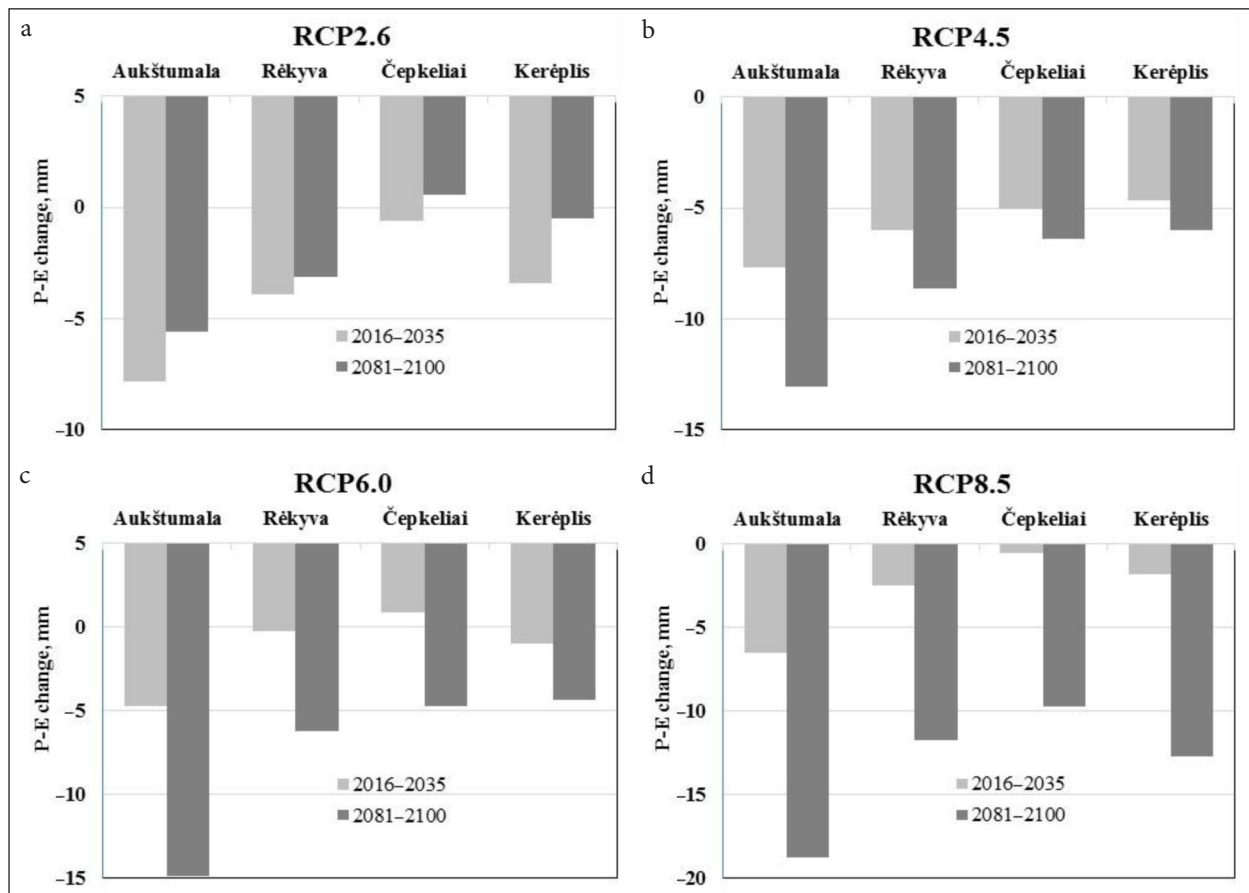 a
RCP2.6
Aukštumala Rėkyva Čepkeliai Kerėplis
5
0
−5
−10
P-E change, mm
2016–2035
2081–2100
b
RCP4.5
Aukštumala Rėkyva Čepkeliai Kerėplis
0
−5
−10
−15
P-E change, mm
2016–2035
2081–2100
c
RCP6.0
Aukštumala Rėkyva Čepkeliai Kerėplis
5
0
−5
−10
−15
P-E change, mm
2016–2035
2081–2100
d
RCP8.5
Aukštumala Rėkyva Čepkeliai Kerėplis
0
−5
−10
−15
−20
P-E change, mm
2016–2035
2081–2100